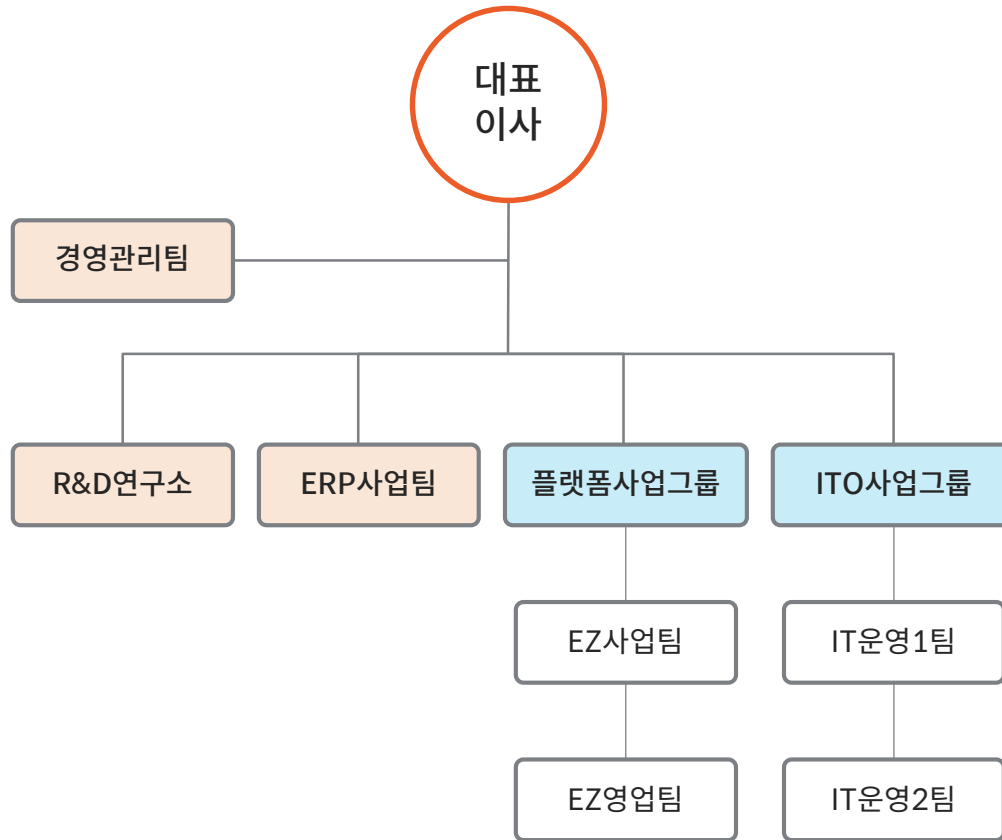 대표
이사
경영관리팀
R&D연구소
ERP사업팀
플랫폼사업그룹
ITO사업그룹
EZ사업팀
IT운영1팀
EZ영업팀
IT운영2팀